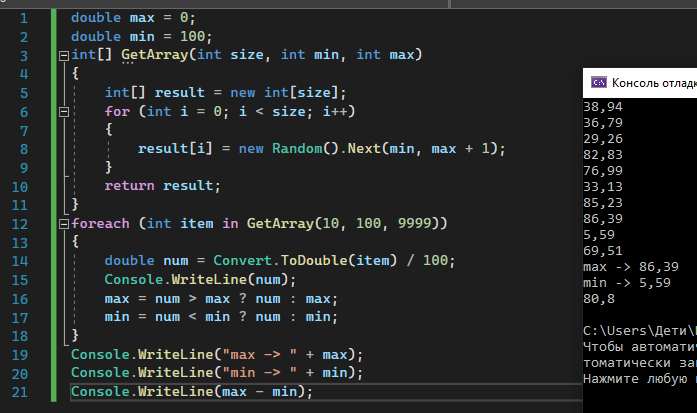 1 double max = 0;
2 double min = 100;
3 int[] GetArray(int size, int min, int max)
4 {
5 int[] result = new int[size];
6 for (int i = 0; i < size; i++)
7 {
8 result[i] = new Random().Next(min, max + 1);
9 }
10 return result;
11 }
12 foreach (int item in GetArray(10, 100, 9999))
13 {
14 double num = Convert.ToDouble(item) / 100;
15 Console.WriteLine(num);
16 max = num > max ? num : max;
17 min = num < min ? num : min;
18 }
19 Console.WriteLine("max -> " + max);
20 Console.WriteLine("min -> " + min);
21 Console.WriteLine(max - min);
Консоль отлад
38,94
36,79
29,26
82,83
76,99
33,13
85,23
86,39
5,59
69,51
max -> 86,39
min -> 5,59
80,8
C:\Users\Дети\
Чтобы автомати
томатически за
Нажмите любую